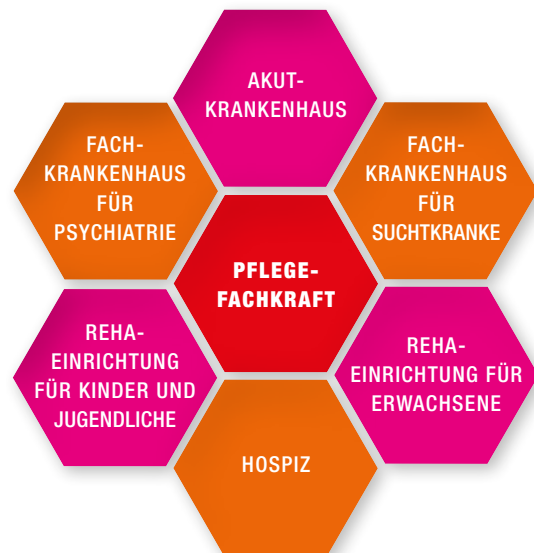 AKUT-
KRANKENHAUS
FACH-
KRANKENHAUS
FÜR
PSYCHIATRIE
FACH-
KRANKENHAUS
FÜR
SUCHTKRANKE
PFLEGE-
FACHKRAFT
REHA-
EINRICHTUNG
FÜR KINDER UND
JUGENDLICHE
REHA-
EINRICHTUNG FÜR
ERWACHSENE
HOSPIZ